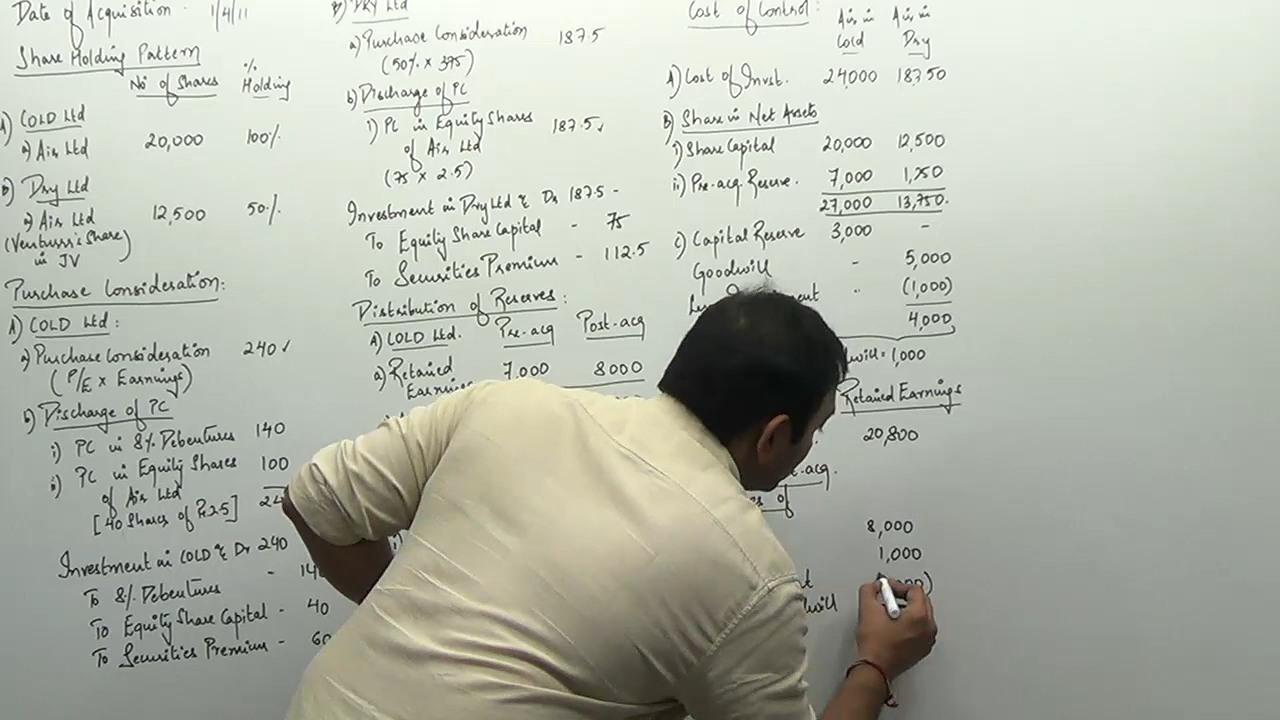 Date of Acquisition - 1/4/11
Share Holding Pattern
No of Shares % Holding
A) COLD Ltd
a) Air Ltd 20,000 100%
B) Dry Ltd
a) Air Ltd 12,500 50%
(Venturer's Share)
in JV
Purchase Consideration:
A) COLD Ltd:
a) Purchase Consideration 240 ✓
(P/E x Earnings)
b) Discharge of PC
i) PC in 8% Debentures 140
ii) PC in Equity Shares 100
of Air Ltd
[40 Shares of Rs.2.5]
Investment in COLD Ltd Dr 240
To 8% Debentures -
To Equity Share Capital - 40
To Securities Premium - 60
B) DRY Ltd
a) Purchase Consideration 187.5
(50% x 375)
b) Discharge of PC
i) PC in Equity Shares 187.5 ✓
of Air Ltd
(75 x 2.5)
Investment in Dry Ltd Dr 187.5 -
To Equity Share Capital - 75
To Securities Premium - 112.5
Distribution of Reserves:
A) COLD Ltd. Pre-acq Post-acq
a) Retained 7,000 8000
Cost of Control: Air in Cold Air in Dry
A) Cost of Invst. 24000 18750
B) Share in Net Assets
i) Share Capital 20,000 12,500
ii) Pre-acq. Reserve. 7,000 1,250
27,000 13,750.
C) Capital Reserve 3,000 -
Goodwill - 5,000
(1,000)
4,000
= 1,000
Retained Earnings
20,800
of
8,000
1,000